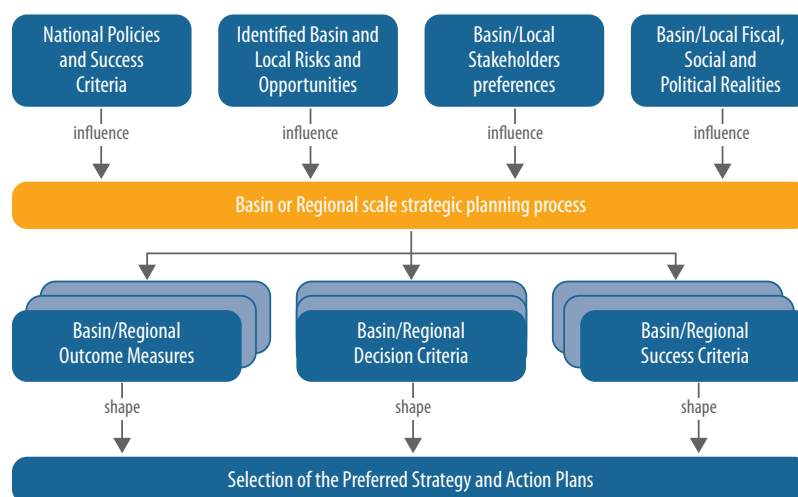 National Policies
and Success
Criteria
Identified Basin and
Local Risks and
Opportunities
Basin/Local
Stakeholders
preferences
Basin/Local Fiscal,
Social and
Political Realities
influence
influence
influence
influence
Basin or Regional scale strategic planning process
Basin/Regional
Outcome Measures
Basin/Regional
Decision Criteria
Basin/Regional
Success Criteria
shape
shape
shape
Selection of the Preferred Strategy and Action Plans